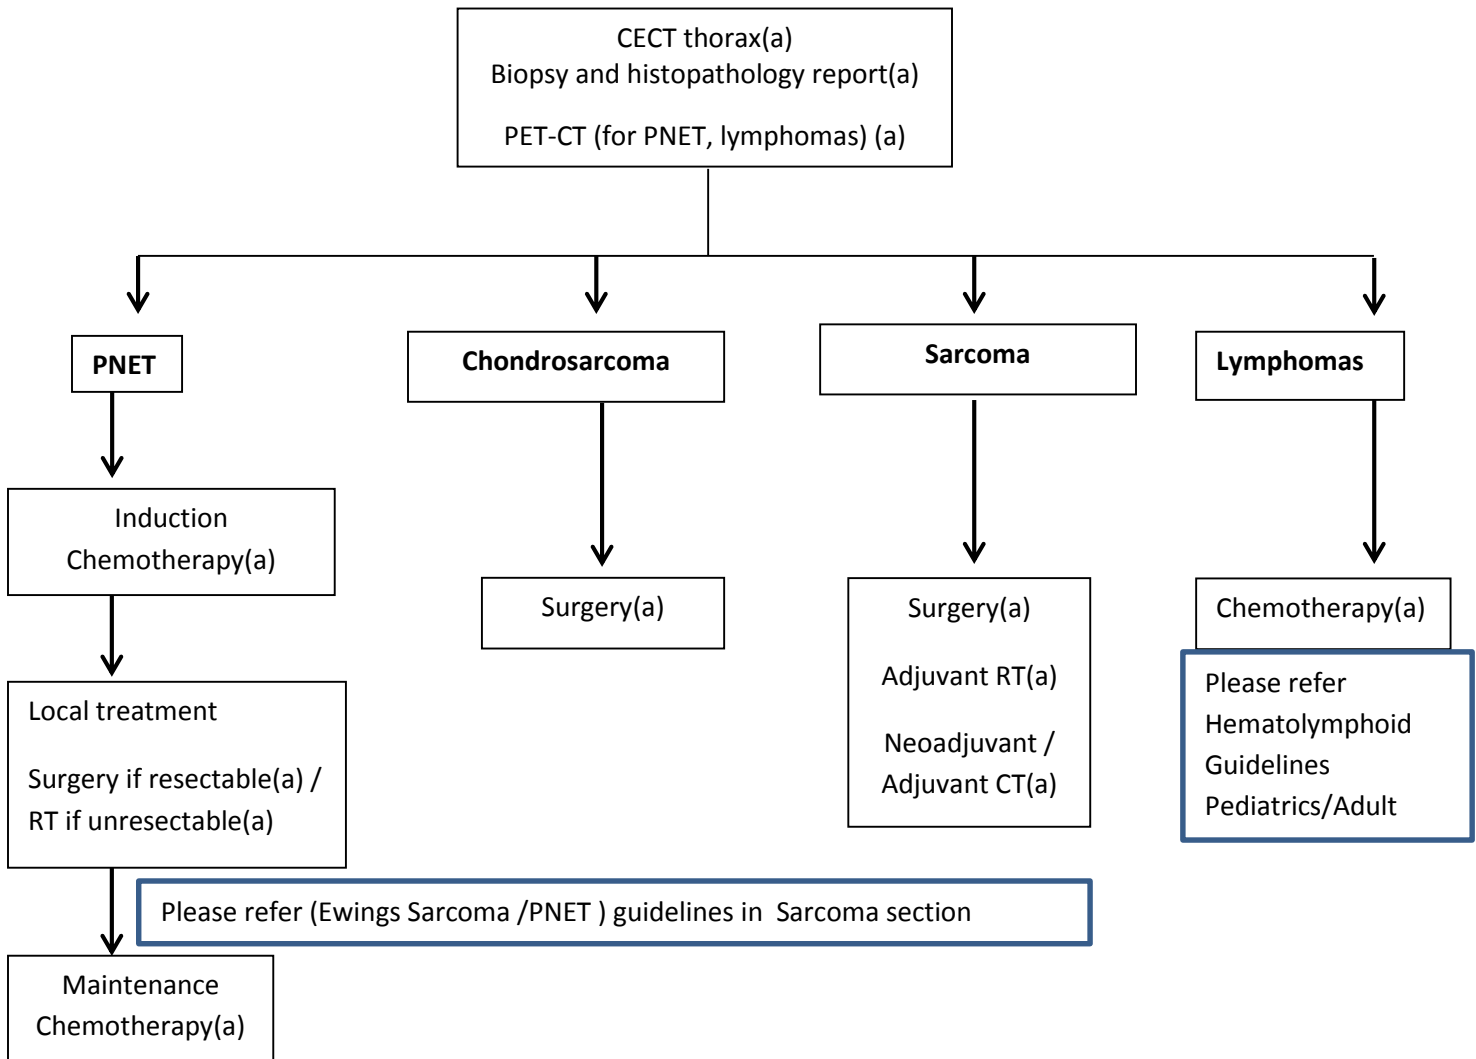 CECT thorax(a)
Biopsy and histopathology report(a)
PET-CT (for PNET, lymphomas) (a)
PNET
Chondrosarcoma
Sarcoma
Lymphomas
Induction
Chemotherapy(a)
Surgery(a)
Surgery(a)
Adjuvant RT(a)
Neoadjuvant /
Adjuvant CT(a)
Chemotherapy(a)
Please refer
Hematolymphoid
Guidelines
Pediatrics/Adult
Local treatment
Surgery if resectable(a) /
RT if unresectable(a)
Please refer (Ewings Sarcoma /PNET ) guidelines in Sarcoma section
Maintenance
Chemotherapy(a)